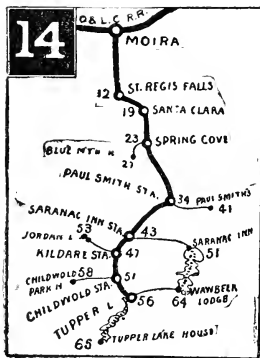 14
O & L. C. R.R.
MOIRA
12 ST. REGIS FALLS
19 SANTA CLARA
23 SPRING COVE
BLUE MTN H
27
PAUL SMITH STA.
34 PAUL SMITH'S
41
SARANAC INN STA. 43
JORDAN L 53
SARANAC INN
51
KILDARE STA. 47
CHILDWOLD 58
PARK H
CHILDWOLD STA. 51
56
64 WAWBEEK
LODGE
TUPPER L
65 TUPPER LAKE HOUSE